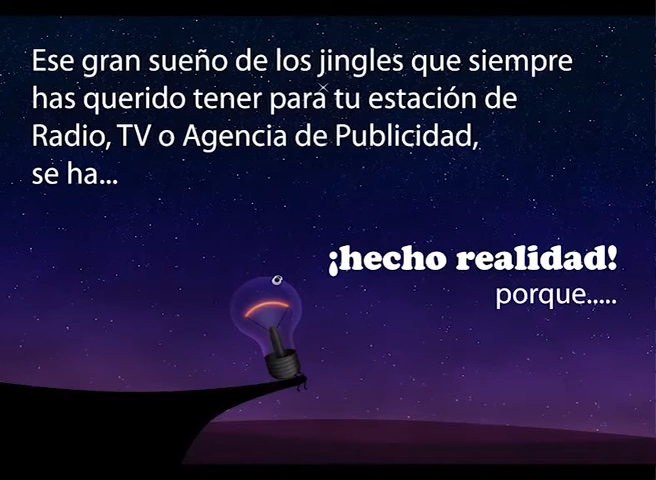 Ese gran sueño de los jingles que siempre
has querido tener para tu estación de
Radio, TV o Agencia de Publicidad,
se ha...
¡hecho realidad!
porque.....